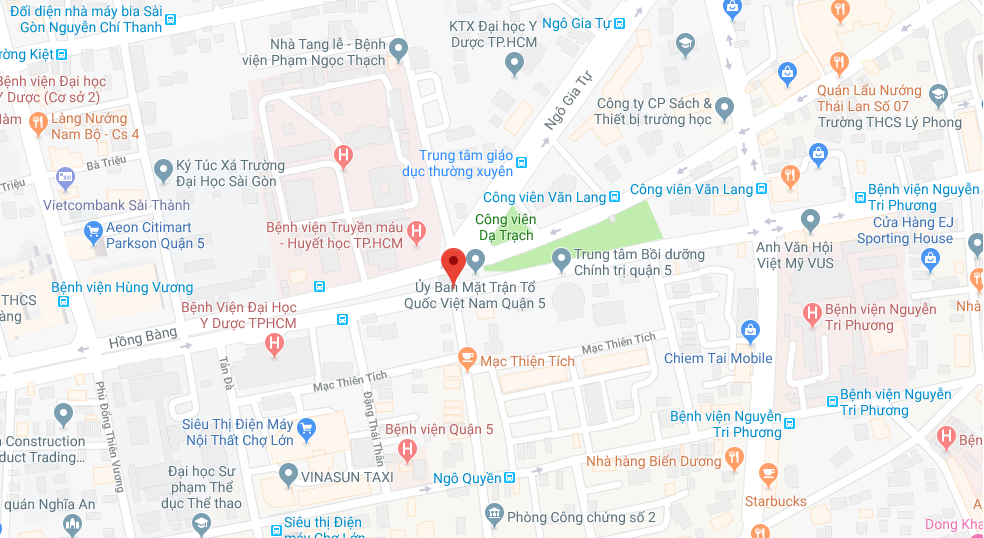 Đối diện nhà máy bia Sài
Gòn Nguyễn Chí Thanh
KTX Đại học Y
Dược TP.HCM
Ngô Gia Tự
Nhà Tang lễ - Bệnh
viện Phạm Ngọc Thạch
ờng Kiệt
Bệnh viện Đại học
Y Dược (Cơ sở 2)
Làng Nướng
Nam Bộ - Cs 4
Ngô Gia Tự
Công ty CP Sách &
Thiết bị trường học
Quán Lẩu Nướng
Thái Lan Số 07
Trường THCS Lý Phong
Bà Triệu
Triệu
Ký Túc Xá Trường
Đại Học Sài Gòn
Trung tâm giáo
dục thường xuyên
Vietcombank Sài Thành
Công viên Văn Lang
Công viên Văn Lang
Bệnh viện Nguyễn
Tri Phương
Aeon Citimart
Parkson Quận 5
Bệnh viện Truyền máu
- Huyết học TP.HCM
Công viên
Dạ Trạch
Cửa Hàng EJ
Sporting House
Anh Văn Hội
Việt Mỹ VUS
Trung tâm Bồi dưỡng
Chính trị quận 5
Bệnh viện Hùng Vương
THCS
àng
Ủy Ban Mặt Trận Tổ
Quốc Việt Nam Quận 5
Bệnh Viện Đại Học
Y Dược TPHCM
Bệnh viện Nguyễn
Tri Phương
Hồng Bàng
Mạc Thiên Tích
Mạc Thiện Tích
Chiem Tai Mobile
Tản Đà
Mạc Thiên Tích
Phù Đổng Thiên Vương
Đặng Thái Thân
Bệnh viện Nguyễn
Tri Phương
Bệnh viện Nguyễn
Tri Phương
Siêu Thị Điện Máy
Nội Thất Chợ Lớn
Bệnh viện Quận 5
Construction
duct Trading...
Đại học Sư
phạm Thể
dục Thể thao
VINASUN TAXI
Ngô Quyền
Nhà hàng Biển Dương
Starbucks
quán Nghĩa An
Phòng Công chứng số 2
Siêu thị Điện
máy Chợ Lớn
Dong Kha